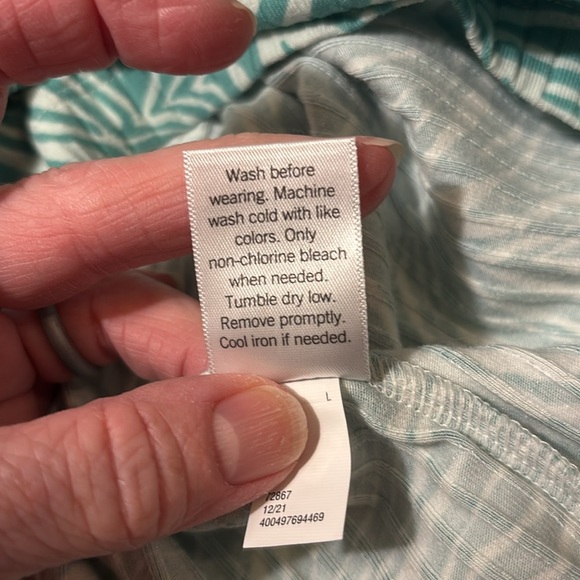 Wash before
wearing. Machine
wash cold with like
colors. Only
non-chlorine bleach
when needed.
Tumble dry low.
Remove promptly.
Cool iron if needed.
L
72867
12/21
400497694469